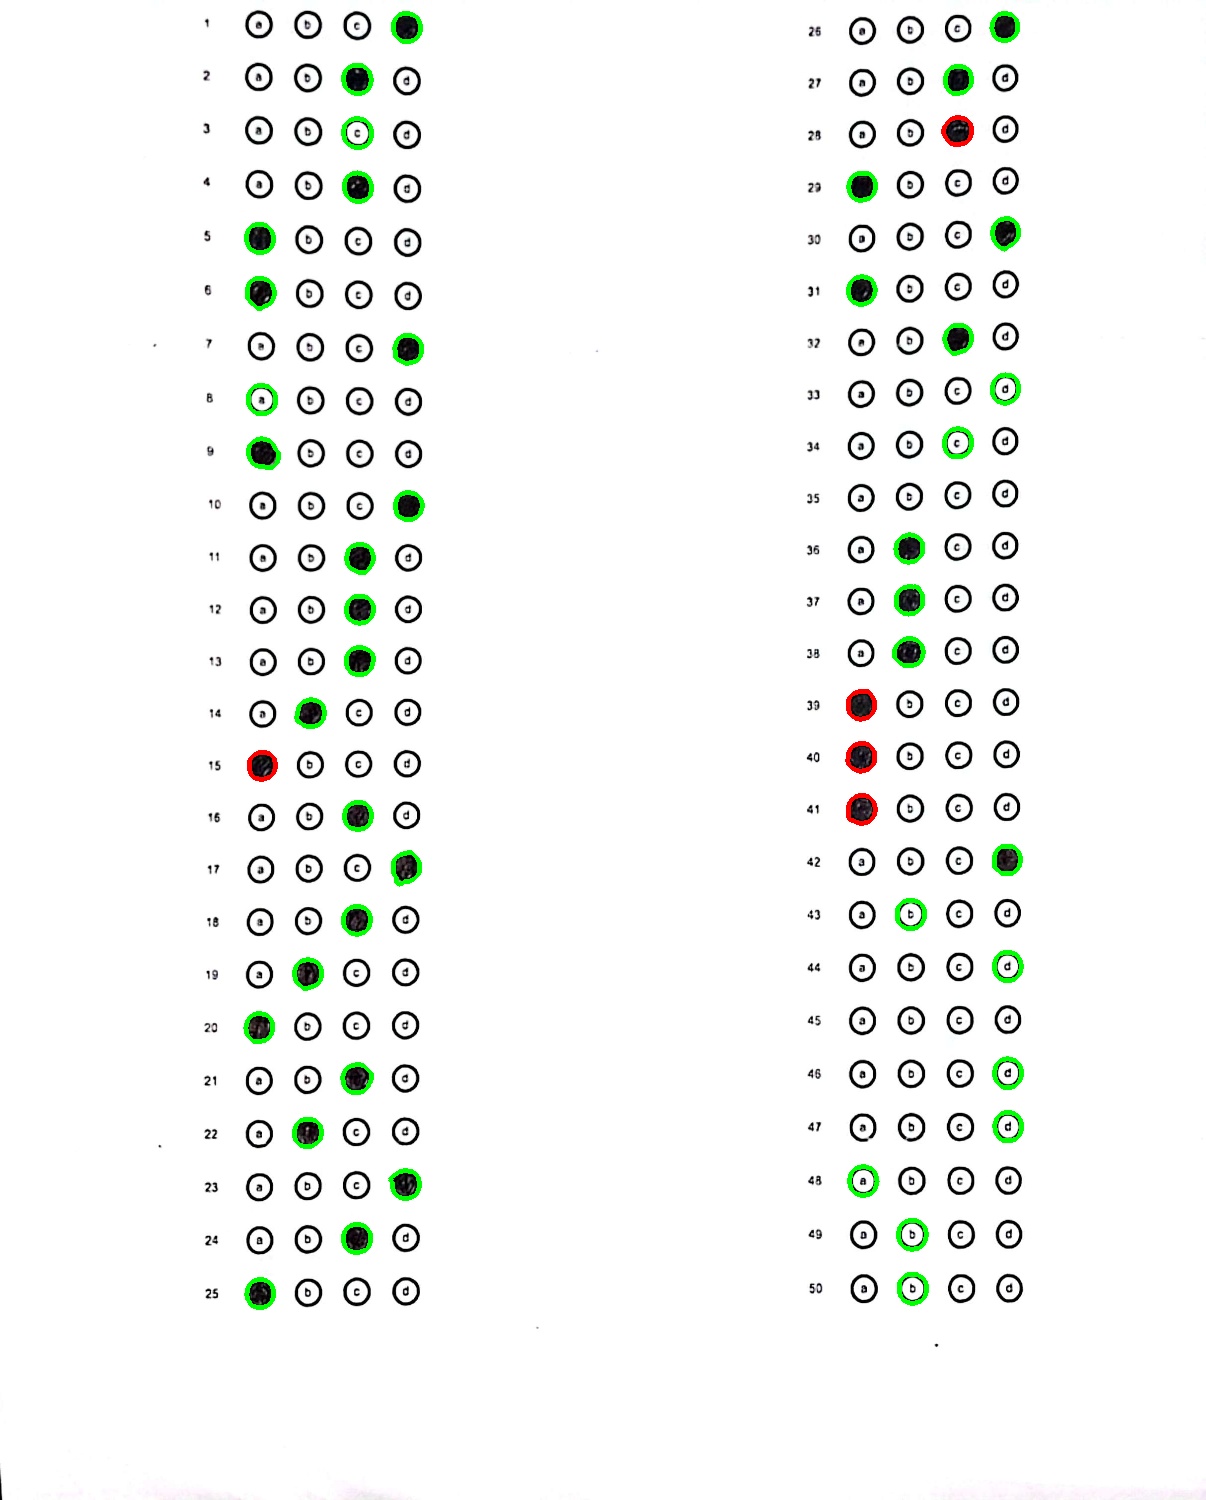 1 a b c
2 a b d
3 a b c d
4 a b d
5 b c d
6 b c d
7 a b c
8 a b c d
9 b c d
10 a b c
11 a b d
12 a b d
13 a b d
14 a c d
15 b c d
16 a b d
17 a b c
18 a b d
19 a c d
20 b c d
21 a b d
22 a c d
23 a b c
24 a b d
25 b c d
26 a b c
27 a b d
28 a b d
29 b c d
30 a b c
31 b c d
32 a b d
33 a b c d
34 a b c d
35 a b c d
36 a c d
37 a c d
38 a c d
39 b c d
40 b c d
41 b c d
42 a b c
43 a b c d
44 a b c d
45 a b c d
46 a b c d
47 a b c d
48 a b c d
49 a b c d
50 a b c d